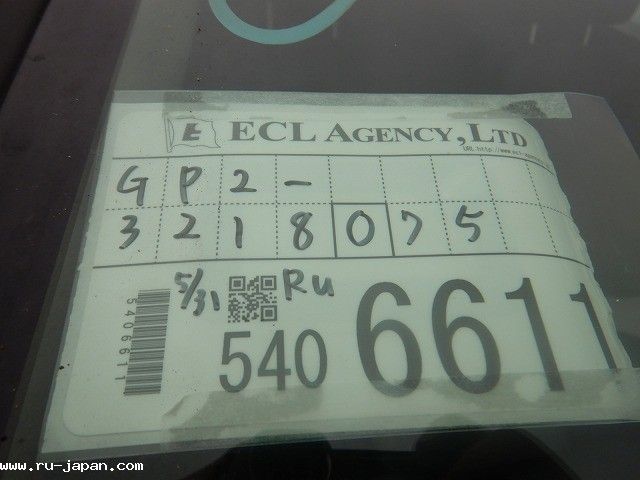 E ECL AGENCY, LTD
GP2-
3218075
5/31 RU
5406611
540 6611
www.ru-japan.com